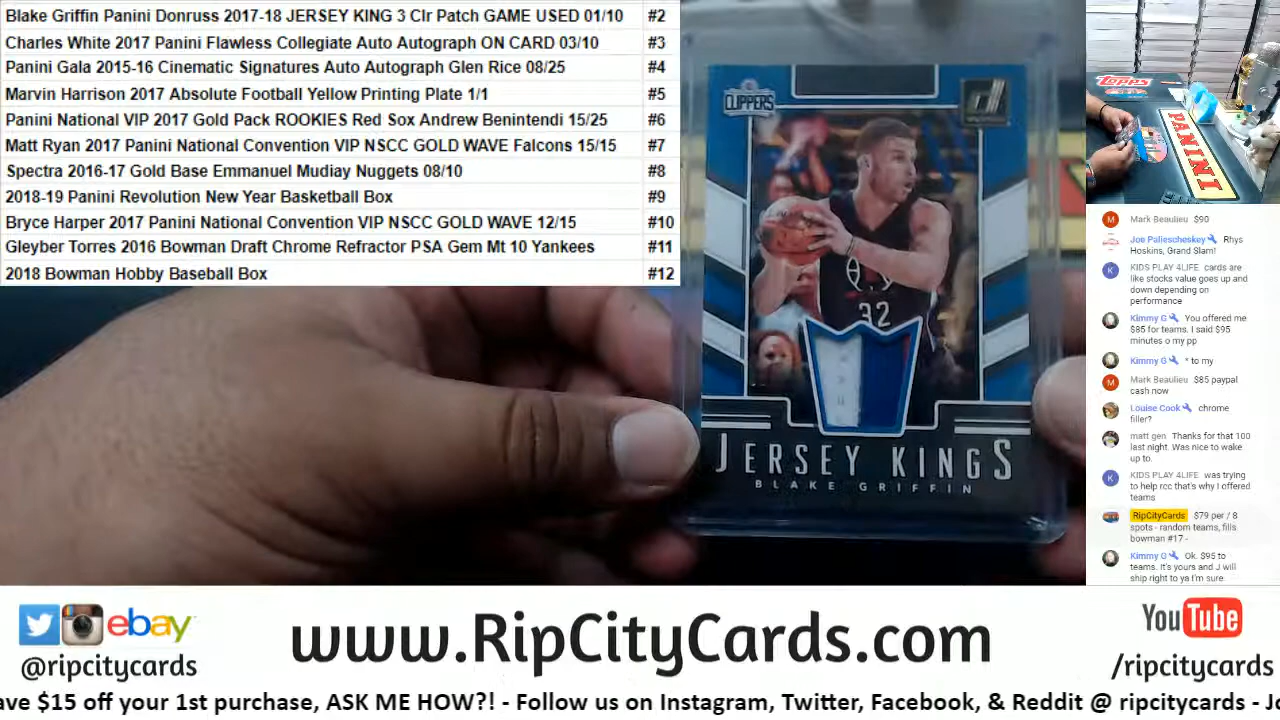 Blake Griffin Panini Donruss 2017-18 JERSEY KING 3 Clr Patch GAME USED 01/10 #2
Charles White 2017 Panini Flawless Collegiate Auto Autograph ON CARD 03/10 #3
Panini Gala 2015-16 Cinematic Signatures Auto Autograph Glen Rice 08/25 #4
Marvin Harrison 2017 Absolute Football Yellow Printing Plate 1/1 #5
Panini National VIP 2017 Gold Pack ROOKIES Red Sox Andrew Benintendi 15/25 #6
Matt Ryan 2017 Panini National Convention VIP NSCC GOLD WAVE Falcons 15/15 #7
Spectra 2016-17 Gold Base Emmanuel Mudiay Nuggets 08/10 #8
2018-19 Panini Revolution New Year Basketball Box #9
Bryce Harper 2017 Panini National Convention VIP NSCC GOLD WAVE 12/15 #10
Gleyber Torres 2016 Bowman Draft Chrome Refractor PSA Gem Mt 10 Yankees #11
2018 Bowman Hobby Baseball Box #12
CLIPPERS
32
JERSEY KINGS
BLAKE GRIFFIN
Topps
PANINI
M Mark Beaulieu $90
Joe Paliescheskey Rhys
Hoskins, Grand Slam!
K KIDS PLAY 4LIFE cards are
like stocks value goes up and
down depending on
performance
Kimmy G You offered me
$85 for teams. I said $95
minutes o my pp
Kimmy G * to my
M Mark Beaulieu $85 paypal
cash now
Louise Cook chrome
filler?
matt gen Thanks for that 100
last night. Was nice to wake
up to.
K KIDS PLAY 4LIFE was trying
to help rcc that's why I offered
teams
RipCityCards $79 per / 8
spots - random teams, fills
bowman #17 -
Kimmy G Ok. $95 to
teams. It's yours and J will
ship right to ya I'm sure.
ebay
@ripcitycards
www.RipCityCards.com
YouTube
/ripcitycards
ave $15 off your 1st purchase, ASK ME HOW?! - Follow us on Instagram, Twitter, Facebook, & Reddit @ ripcitycards - J